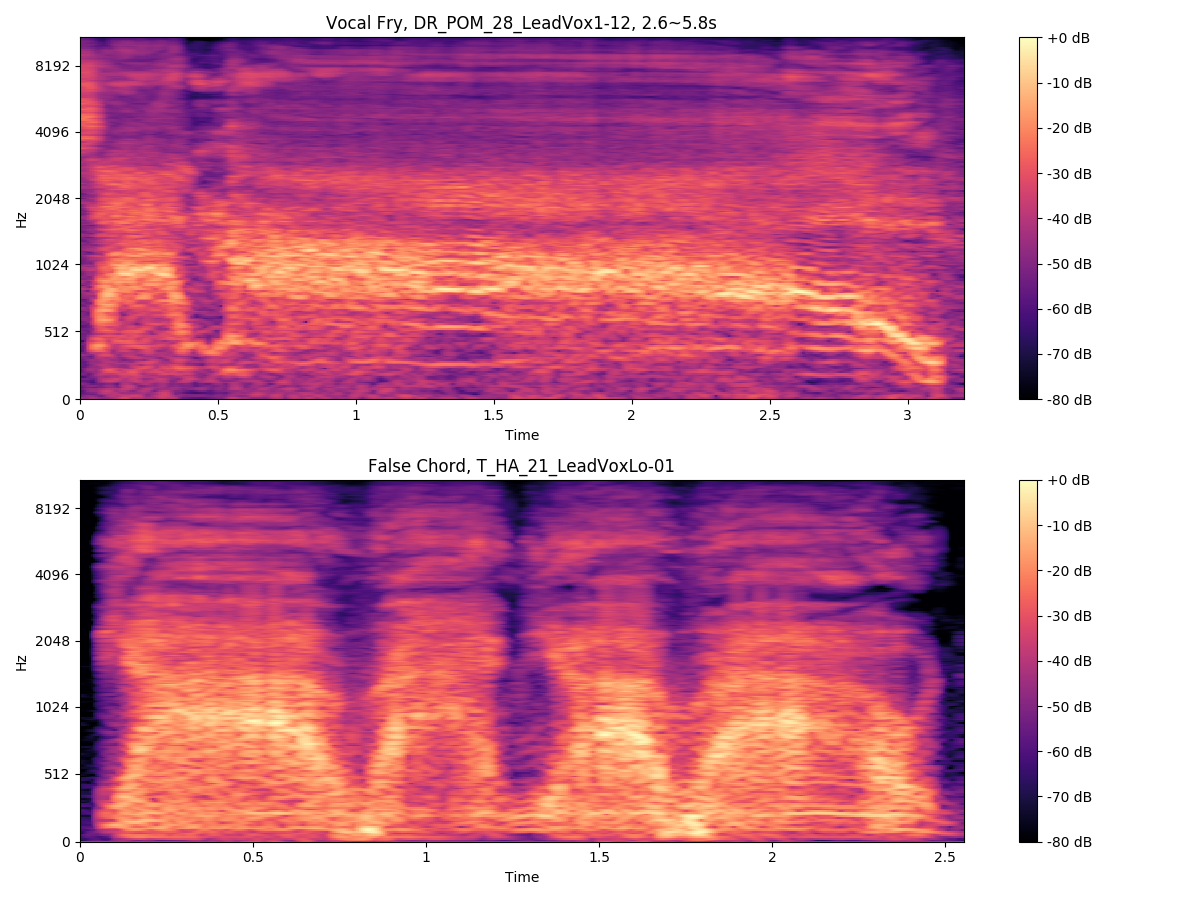 Vocal Fry, DR_POM_28_LeadVox1-12, 2.6~5.8s
Hz
8192
4096
2048
1024
512
0
0 0.5 1 1.5 2 2.5 3
Time
+0 dB
-10 dB
-20 dB
-30 dB
-40 dB
-50 dB
-60 dB
-70 dB
-80 dB
False Chord, T_HA_21_LeadVoxLo-01
Hz
8192
4096
2048
1024
512
0
0 0.5 1 1.5 2 2.5
Time
+0 dB
-10 dB
-20 dB
-30 dB
-40 dB
-50 dB
-60 dB
-70 dB
-80 dB